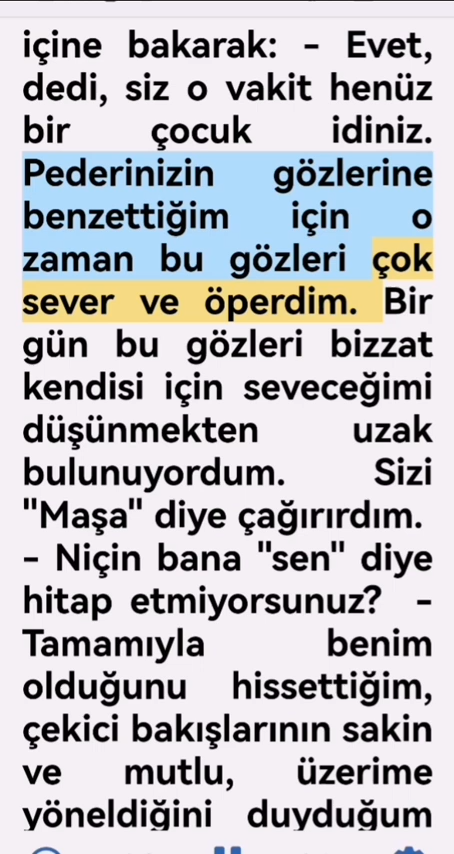 içine bakarak: - Evet,
dedi, siz o vakit henüz
bir çocuk idiniz.
Pederinizin gözlerine
benzettiğim için o
zaman bu gözleri çok
sever ve öperdim. Bir
gün bu gözleri bizzat
kendisi için seveceğimi
düşünmekten uzak
bulunuyordum. Sizi
"Maşa" diye çağırırdım.
- Niçin bana "sen" diye
hitap etmiyorsunuz? -
Tamamıyla benim
olduğunu hissettiğim,
çekici bakışlarının sakin
ve mutlu, üzerime
yöneldiğini duyduğum